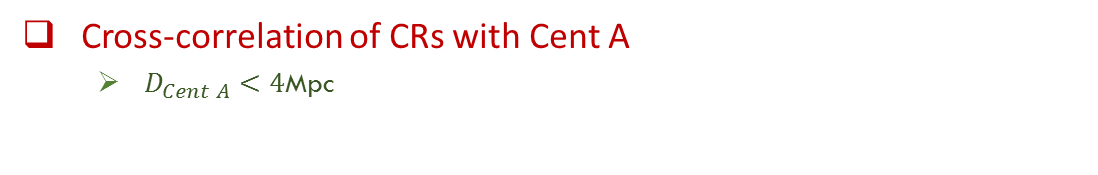 Cross-correlation of CRs with Cent A
D_{Cent A} < 4Mpc